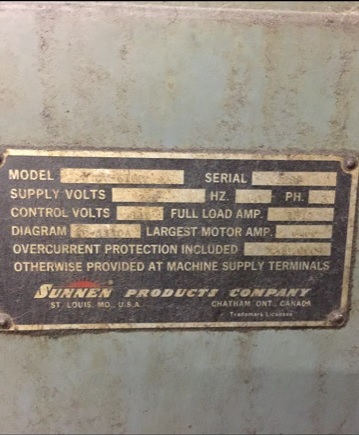 MODEL SERIAL
SUPPLY VOLTS HZ. PH.
CONTROL VOLTS FULL LOAD AMP.
DIAGRAM LARGEST MOTOR AMP.
OVERCURRENT PROTECTION INCLUDED
OTHERWISE PROVIDED AT MACHINE SUPPLY TERMINALS
SUNNEN PRODUCTS COMPANY
ST. LOUIS, MO., U.S.A. CHATHAM, ONT., CANADA
Trademark Licensee